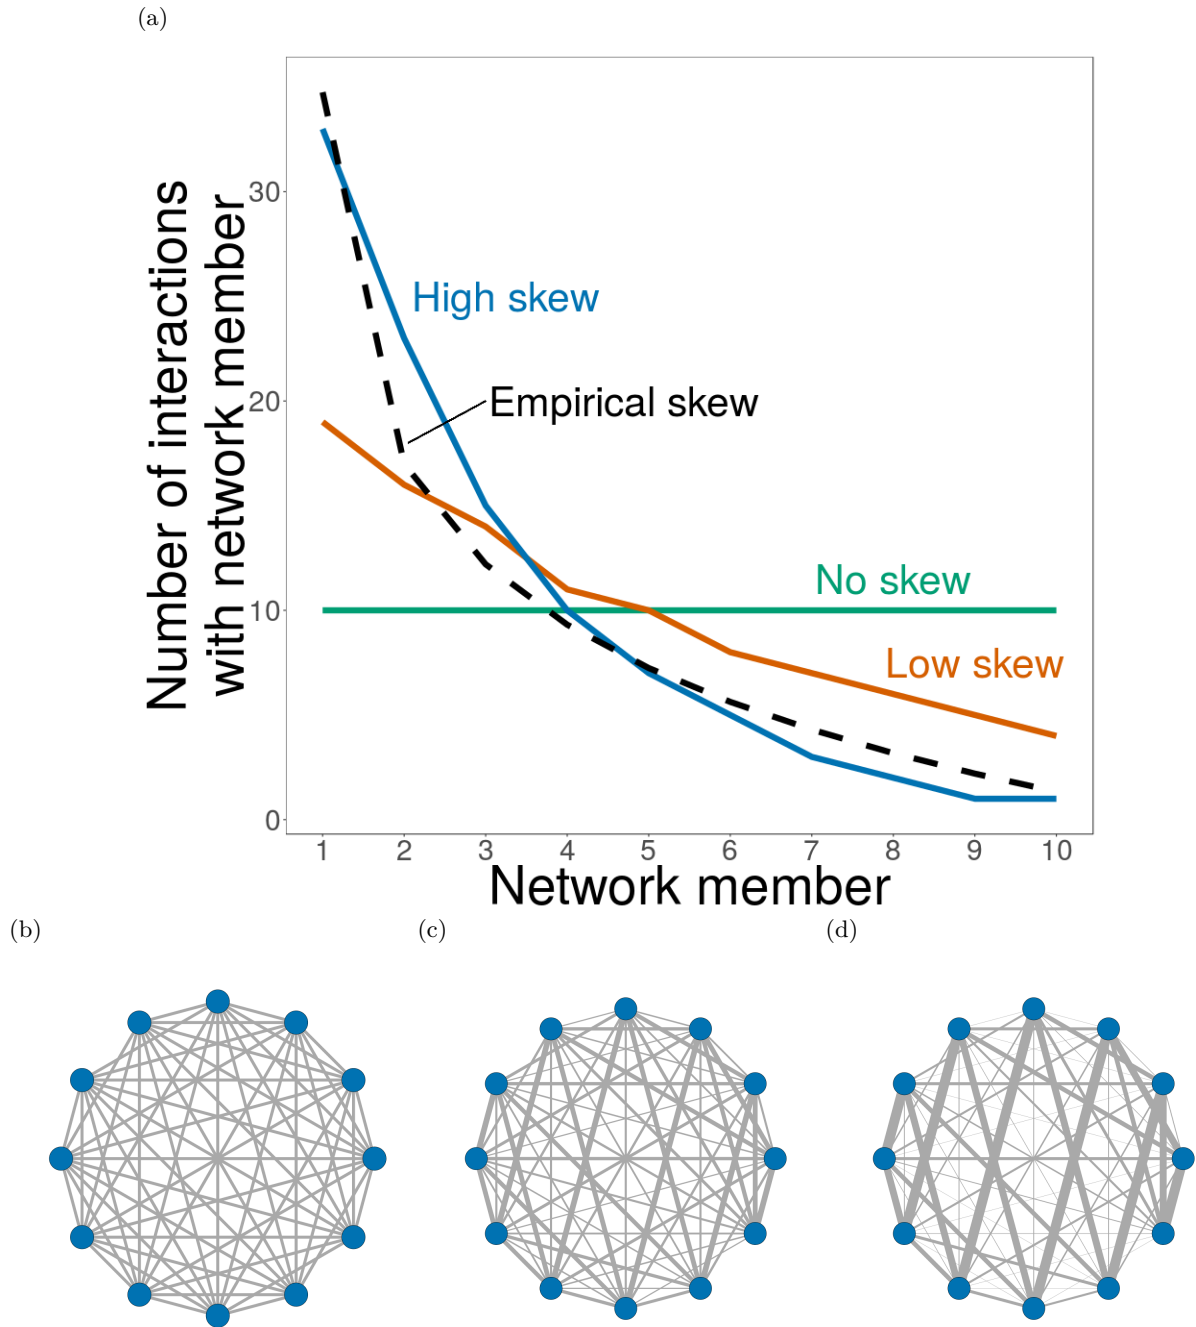 (a)
Number of interactions
with network member
30
20
10
0
High skew
Empirical skew
No skew
Low skew
1 2 3 4 5 6 7 8 9 10
Network member
(b) (c) (d)